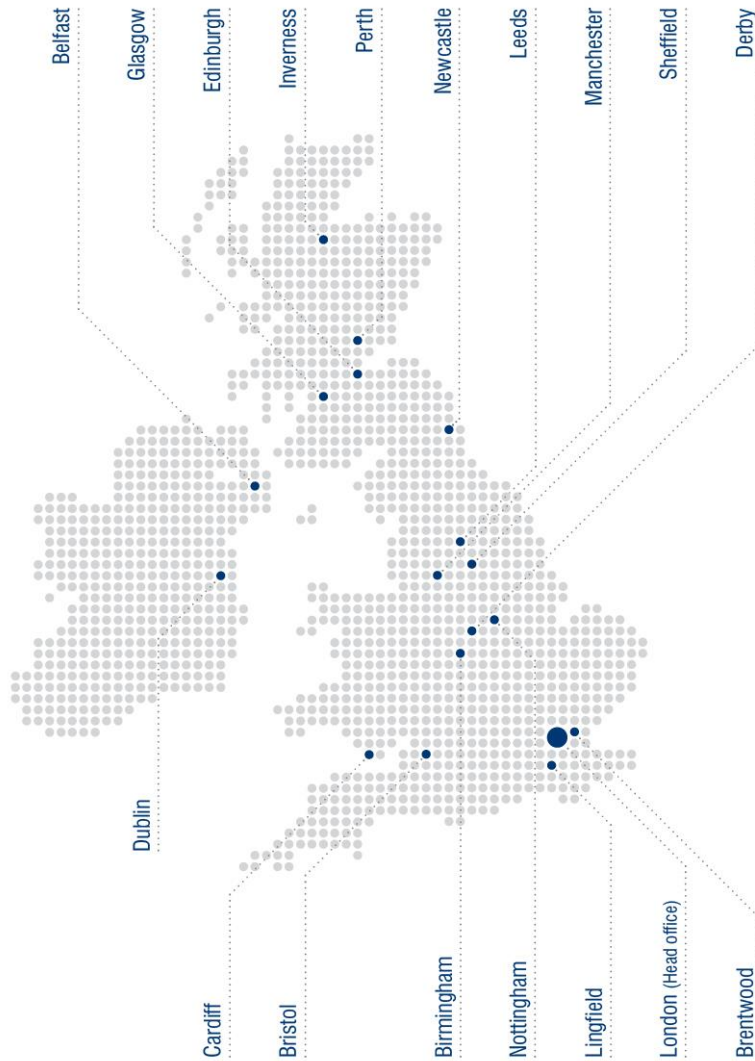 Belfast
Glasgow
Edinburgh
Inverness
Perth
Newcastle
Leeds
Manchester
Sheffield
Derby
Dublin
Cardiff
Bristol
Birmingham
Nottingham
Lingfield
London (Head office)
Brentwood